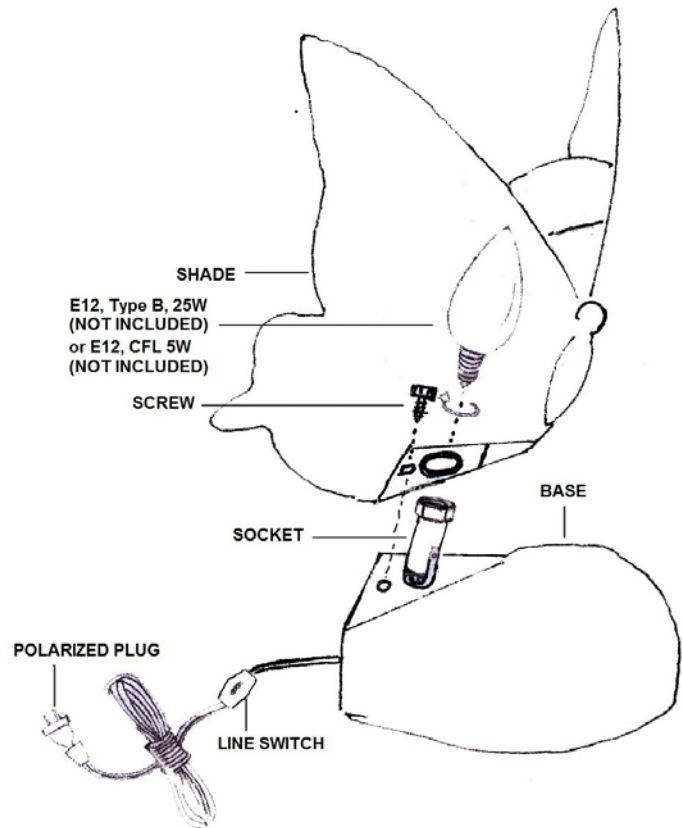 SHADE
E12, Type B, 25W
(NOT INCLUDED)
or E12, CFL 5W
(NOT INCLUDED)
SCREW
BASE
SOCKET
POLARIZED PLUG
LINE SWITCH